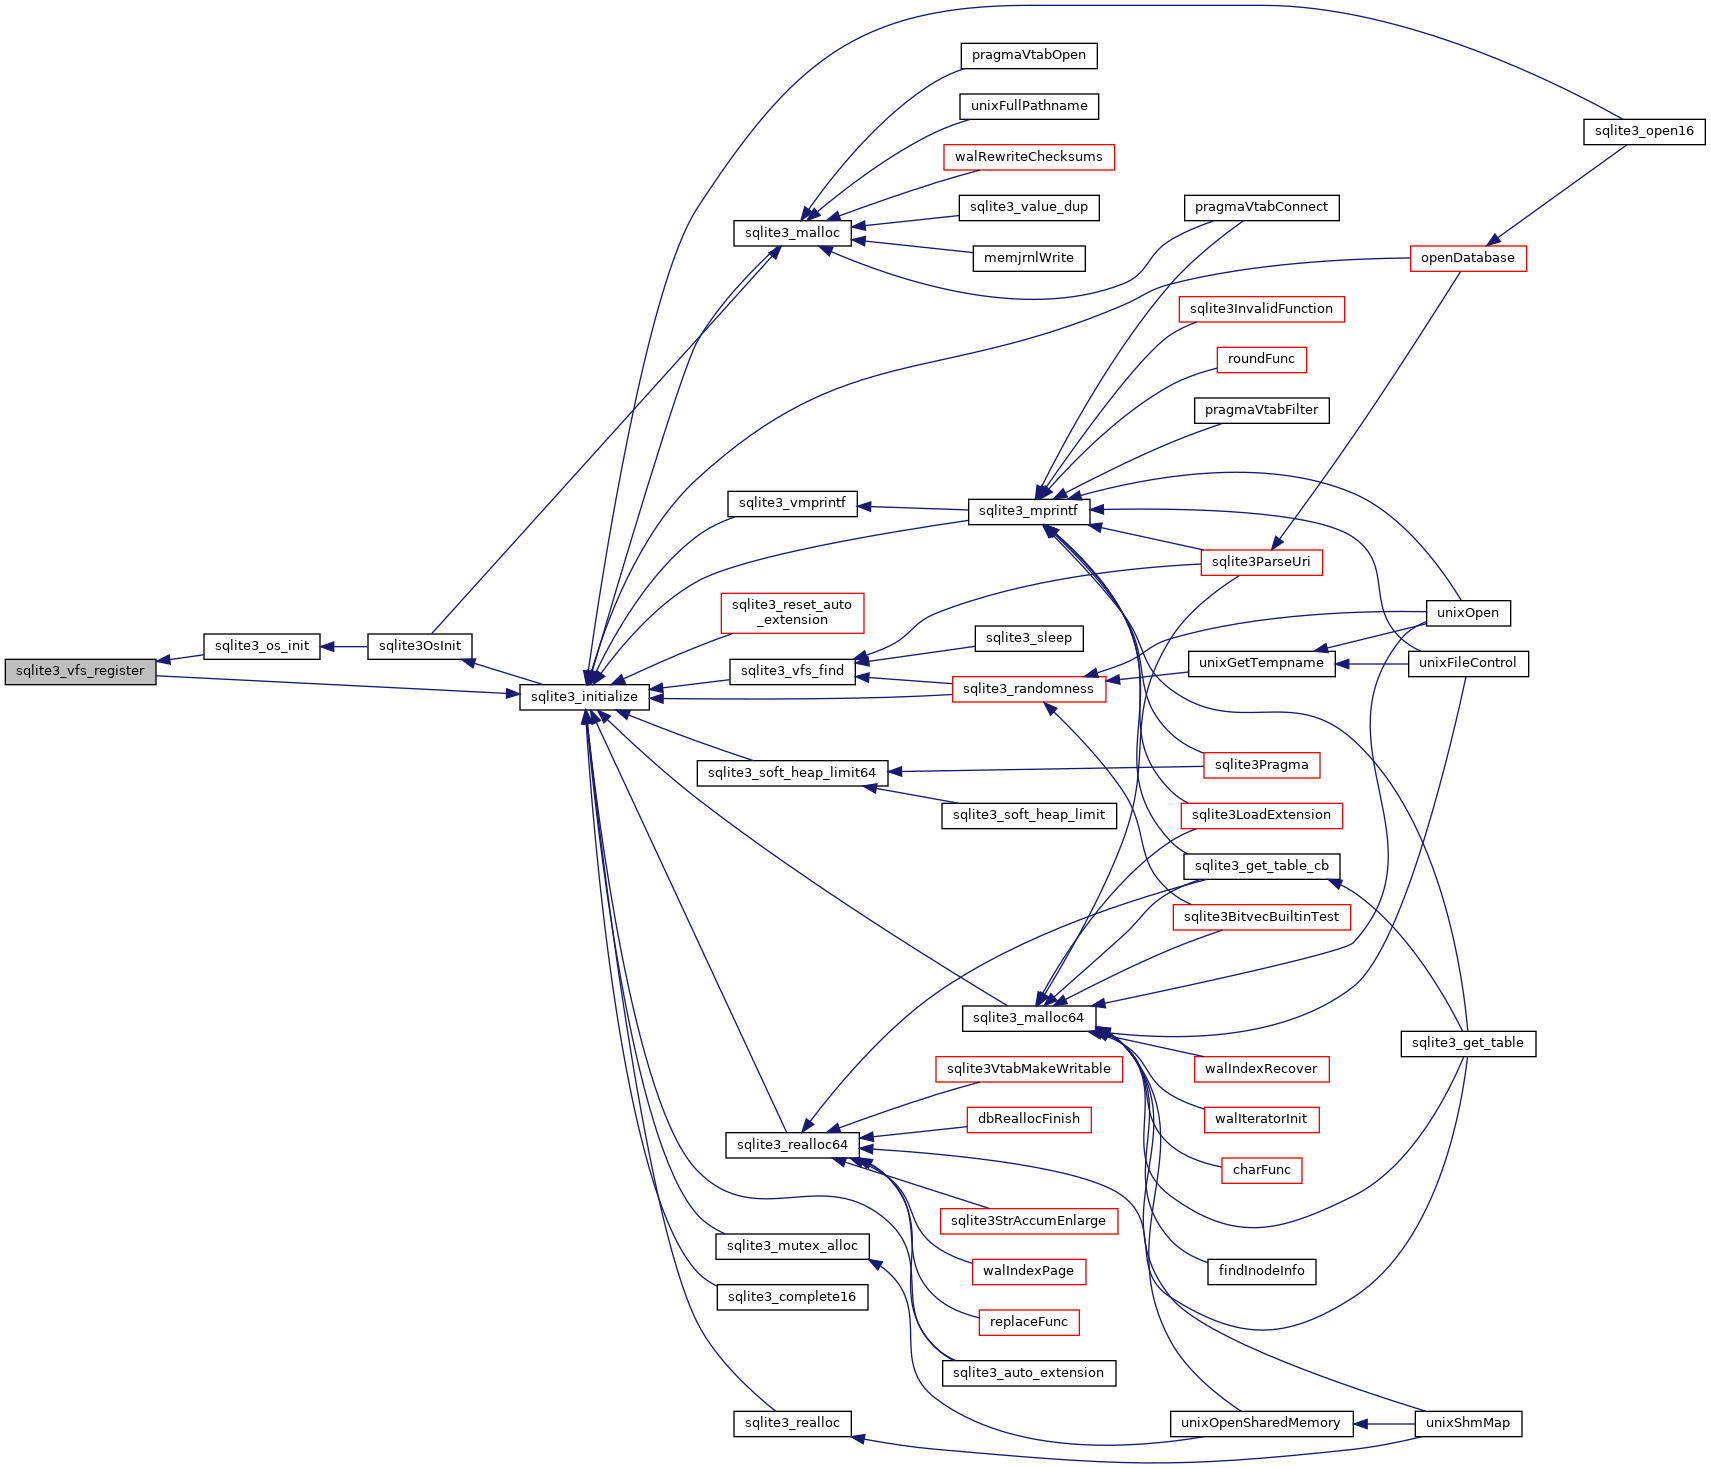 pragmaVtabOpen
unixFullPathname
sqlite3_open16
walRewriteChecksums
sqlite3_value_dup
pragmaVtabConnect
sqlite3_malloc
memjrnlWrite
openDatabase
sqlite3InvalidFunction
roundFunc
pragmaVtabFilter
sqlite3_vmprintf
sqlite3_mprintf
sqlite3ParseUri
sqlite3_reset_auto
_extension
unixOpen
sqlite3_sleep
sqlite3_os_init
sqlite3OsInit
sqlite3_vfs_register
sqlite3_vfs_find
unixGetTempname
unixFileControl
sqlite3_initialize
sqlite3_randomness
sqlite3_soft_heap_limit64
sqlite3Pragma
sqlite3_soft_heap_limit
sqlite3LoadExtension
sqlite3_get_table_cb
sqlite3BitvecBuiltinTest
sqlite3_malloc64
sqlite3_get_table
sqlite3VtabMakeWritable
walIndexRecover
dbReallocFinish
walIteratorInit
sqlite3_realloc64
charFunc
sqlite3StrAccumEnlarge
sqlite3_mutex_alloc
walIndexPage
findInodeInfo
sqlite3_complete16
replaceFunc
sqlite3_auto_extension
sqlite3_realloc
unixOpenSharedMemory
unixShmMap